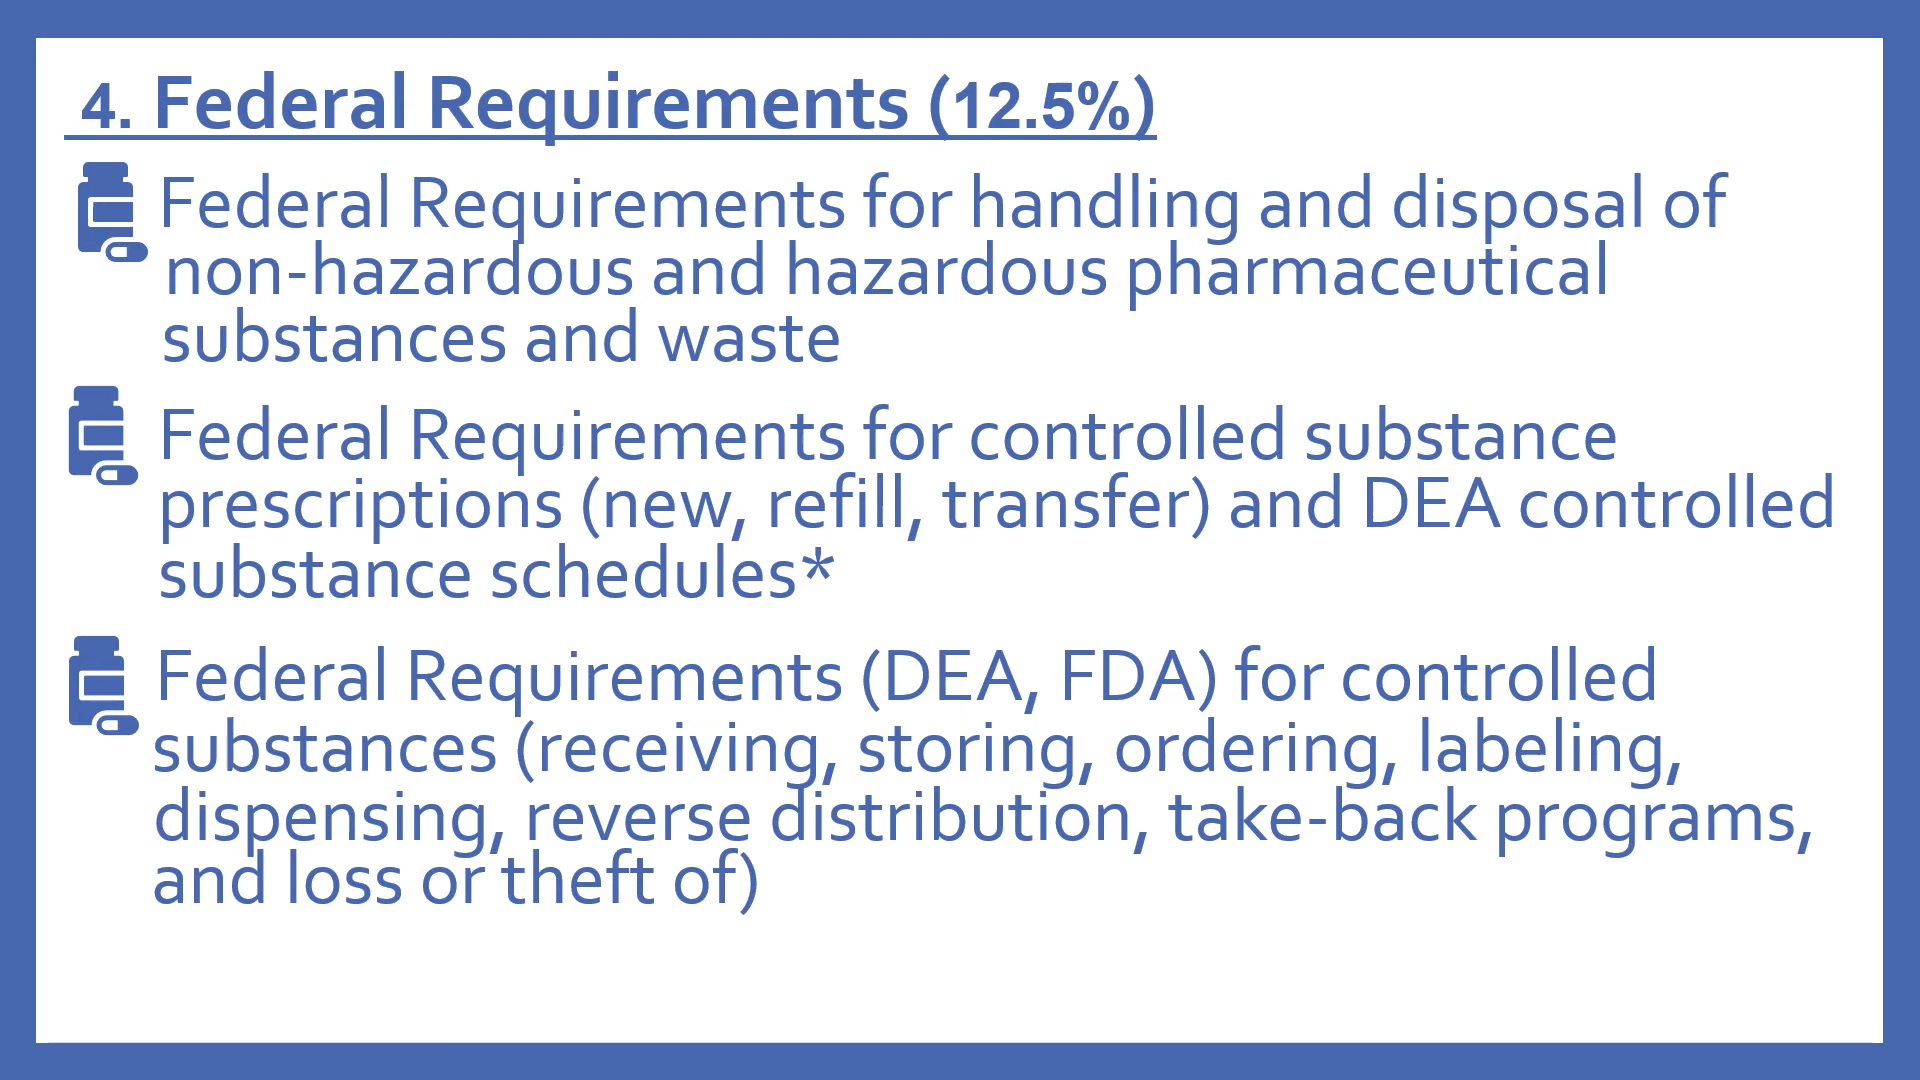 4. Federal Requirements (12.5%)
Federal Requirements for handling and disposal of
non-hazardous and hazardous pharmaceutical
substances and waste
Federal Requirements for controlled substance
prescriptions (new, refill, transfer) and DEA controlled
substance schedules*
Federal Requirements (DEA, FDA) for controlled
substances (receiving, storing, ordering, labeling,
dispensing, reverse distribution, take-back programs,
and loss or theft of)